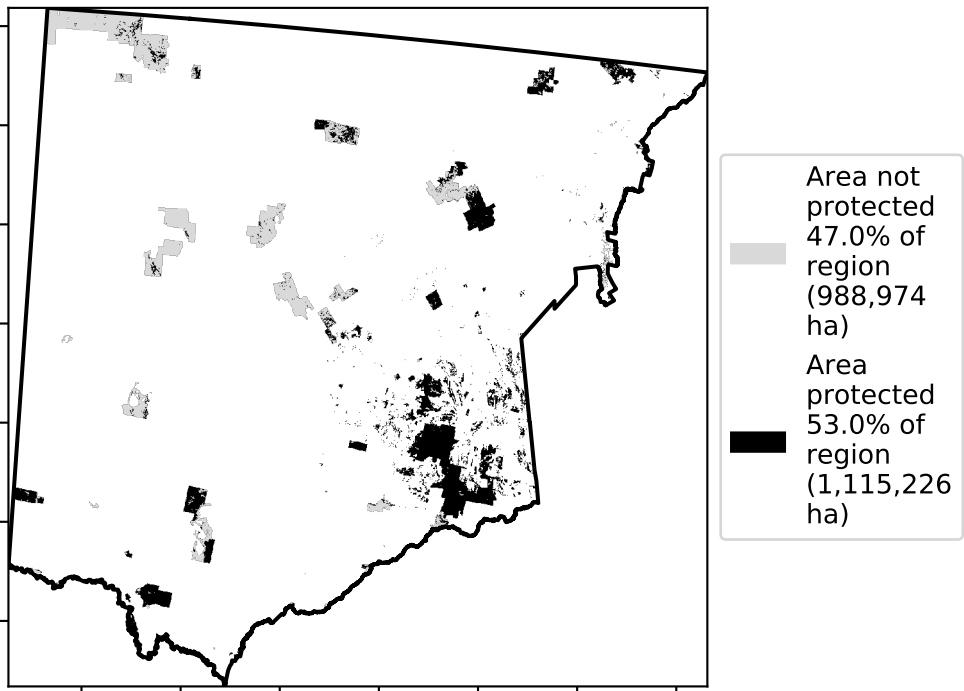 Area not
protected
47.0% of
region
(988,974
ha)
Area
protected
53.0% of
region
(1,115,226
ha)